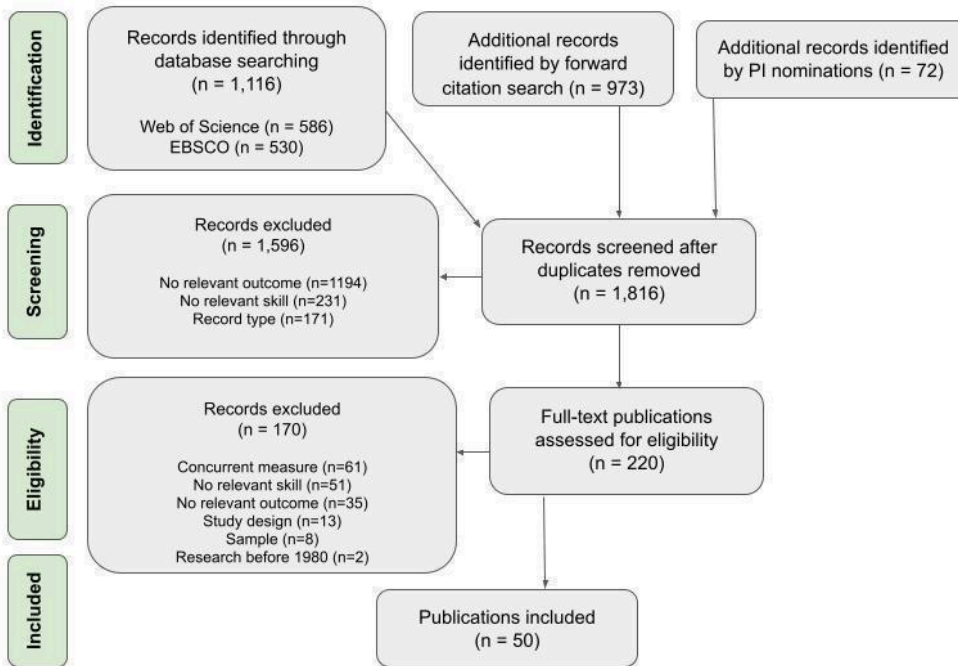 Identification
Records identified through
database searching
(n = 1,116)
Web of Science (n = 586)
EBSCO (n = 530)
Additional records
identified by forward
citation search (n = 973)
Additional records identified
by PI nominations (n = 72)
Screening
Records excluded
(n = 1,596)
No relevant outcome (n=1194)
No relevant skill (n=231)
Record type (n=171)
Records screened after
duplicates removed
(n = 1,816)
Eligibility
Records excluded
(n = 170)
Concurrent measure (n=61)
No relevant skill (n=51)
No relevant outcome (n=35)
Study design (n=13)
Sample (n=8)
Research before 1980 (n=2)
Full-text publications
assessed for eligibility
(n = 220)
Included
Publications included
(n = 50)